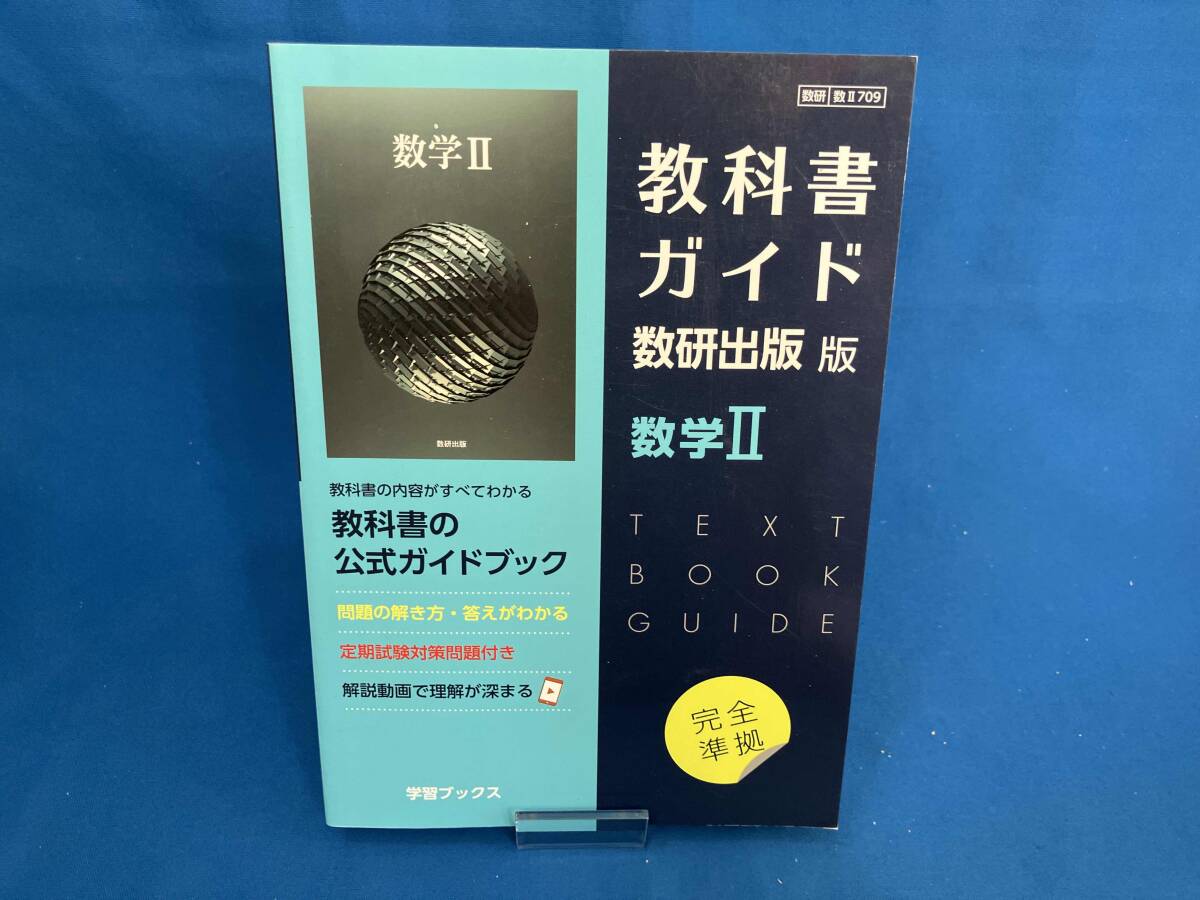 数学Ⅱ
数研出版
教科書の内容がすべてわかる
教科書の
公式ガイドブック
問題の解き方・答えがわかる
定期試験対策問題付き
解説動画で理解が深まる
学習ブックス
数研 数Ⅱ709
教科書
ガイド
数研出版 版
数学Ⅱ
TEXT
BOOK
GUIDE
完全
準拠